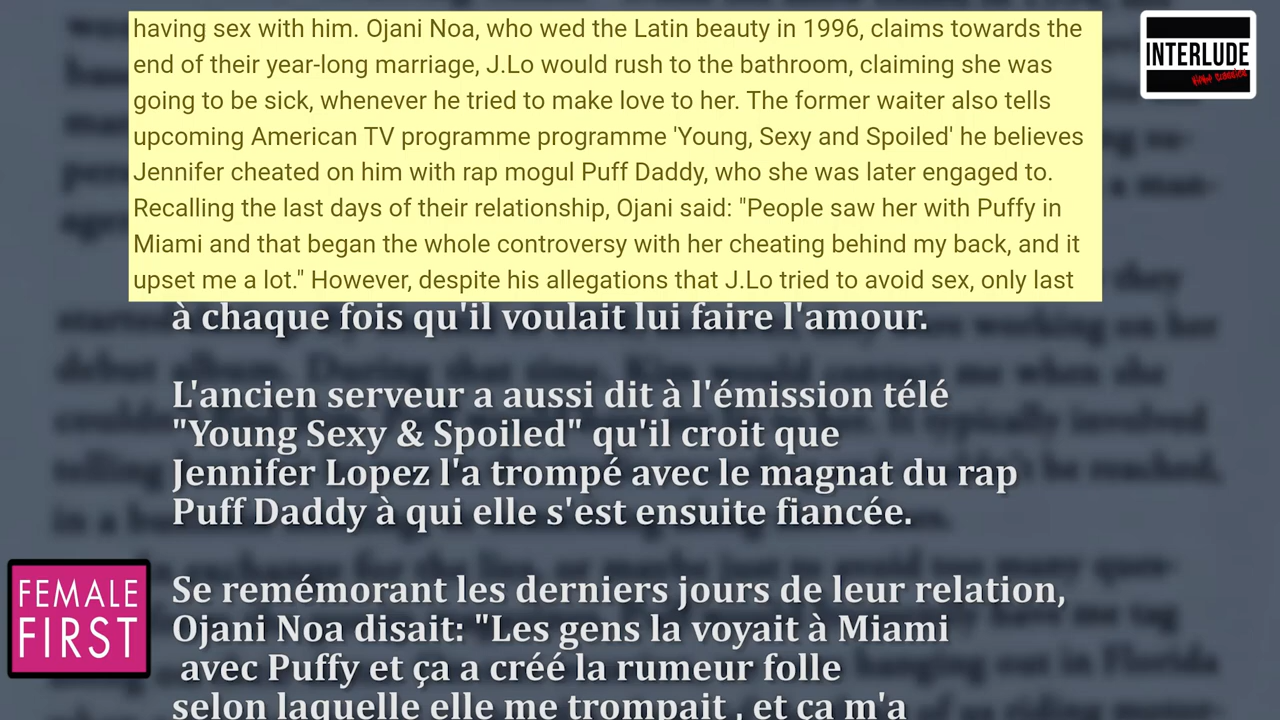 having sex with him. Ojani Noa, who wed the Latin beauty in 1996, claims towards the
end of their year-long marriage, J.Lo would rush to the bathroom, claiming she was
going to be sick, whenever he tried to make love to her. The former waiter also tells
upcoming American TV programme programme 'Young, Sexy and Spoiled' he believes
Jennifer cheated on him with rap mogul Puff Daddy, who she was later engaged to.
Recalling the last days of their relationship, Ojani said: "People saw her with Puffy in
Miami and that began the whole controversy with her cheating behind my back, and it
upset me a lot." However, despite his allegations that J.Lo tried to avoid sex, only last
INTERLUDE
à chaque fois qu'il voulait lui faire l'amour.
L'ancien serveur a aussi dit à l'émission télé
"Young Sexy & Spoiled" qu'il croit que
Jennifer Lopez l'a trompé avec le magnat du rap
Puff Daddy à qui elle s'est ensuite fiancée.
FEMALE
FIRST
Se remémorant les derniers jours de leur relation,
Ojani Noa disait: "Les gens la voyait à Miami
avec Puffy et ça a créé la rumeur folle
selon laquelle elle me trompait , et ça m'a